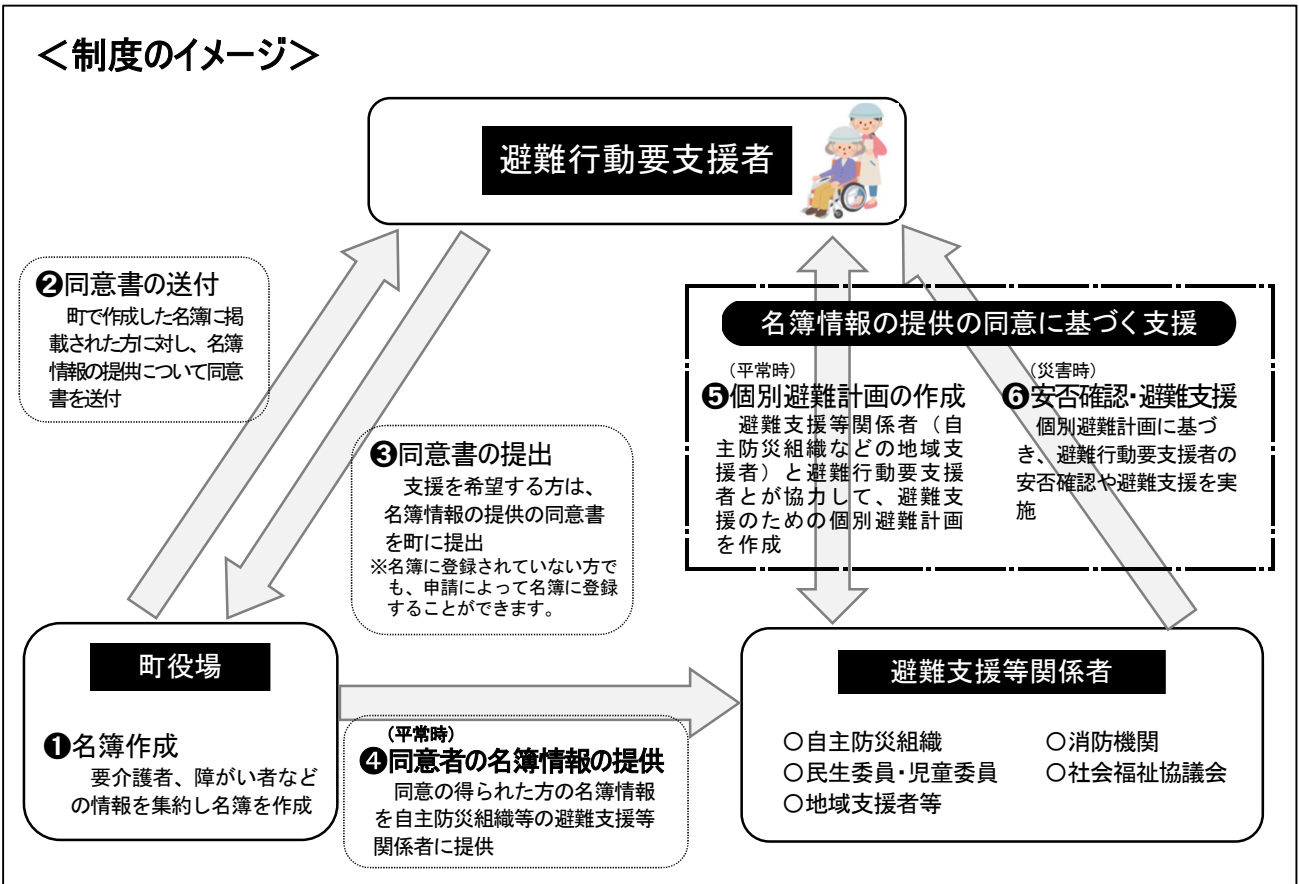 ＜制度のイメージ＞
避難行動要支援者
❷同意書の送付
町で作成した名簿に掲
載された方に対し、名簿
情報の提供について同意
書を送付
❸同意書の提出
支援を希望する方は、
名簿情報の提供の同意書
を町に提出
※名簿に登録されていない方で
も、申請によって名簿に登録
することができます。
名簿情報の提供の同意に基づく支援
（平常時）
❺個別避難計画の作成
避難支援等関係者（自
主防災組織などの地域支
援者）と避難行動要支援
者とが協力して、避難支
援のための個別避難計画
を作成
（災害時）
❻安否確認・避難支援
個別避難計画に基づ
き、避難行動要支援者の
安否確認や避難支援を実
施
町役場
❶名簿作成
要介護者、障がい者など
の情報を集約し名簿を作成
（平常時）
❹同意者の名簿情報の提供
同意の得られた方の名簿情報
を自主防災組織等の避難支援等
関係者に提供
避難支援等関係者
○自主防災組織
○消防機関
○民生委員・児童委員
○社会福祉協議会
○地域支援者等